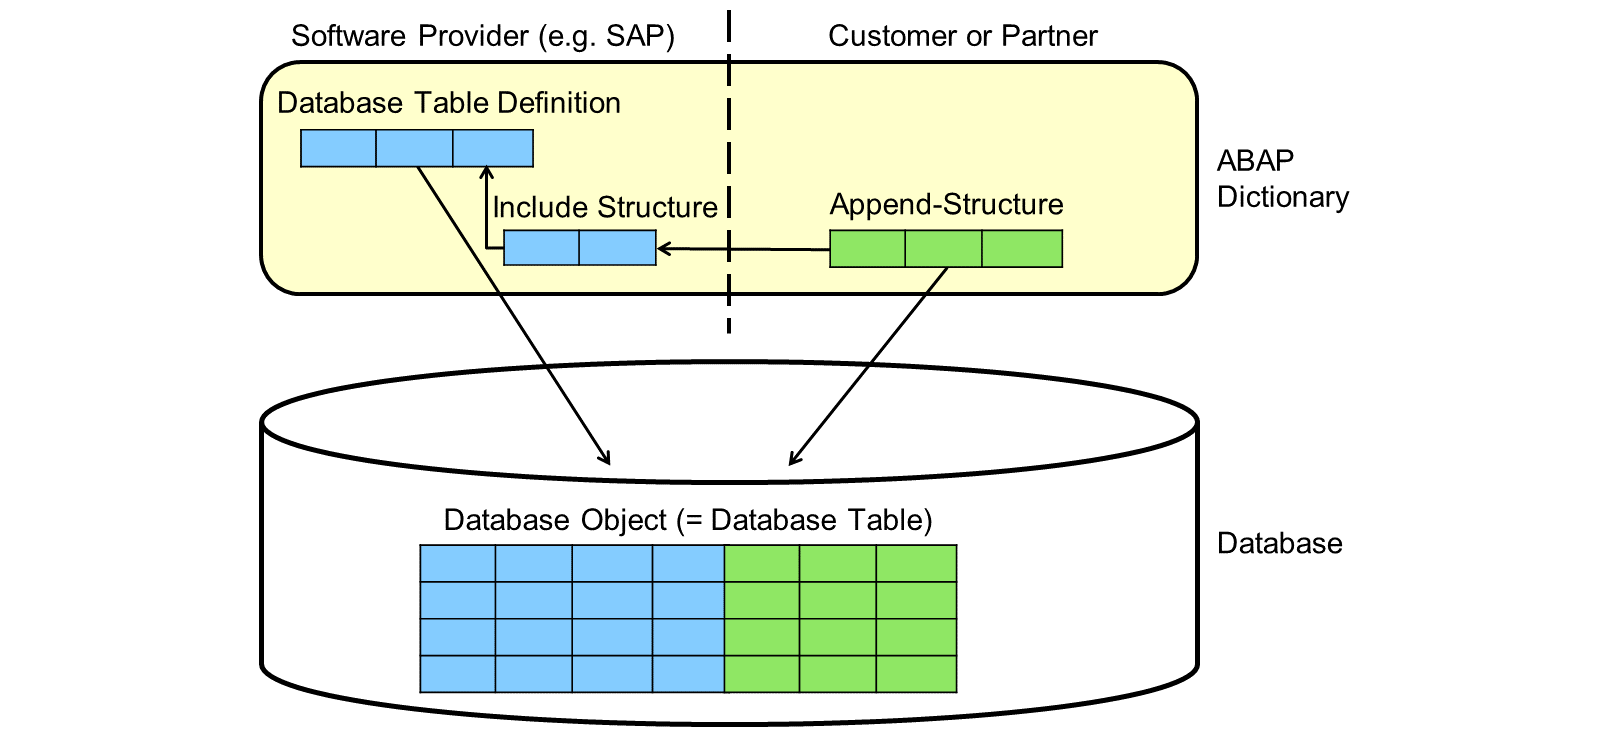 Software Provider (e.g. SAP)
Customer or Partner
Database Table Definition
ABAP
Dictionary
Include Structure
Append-Structure
Database Object (= Database Table)
Database